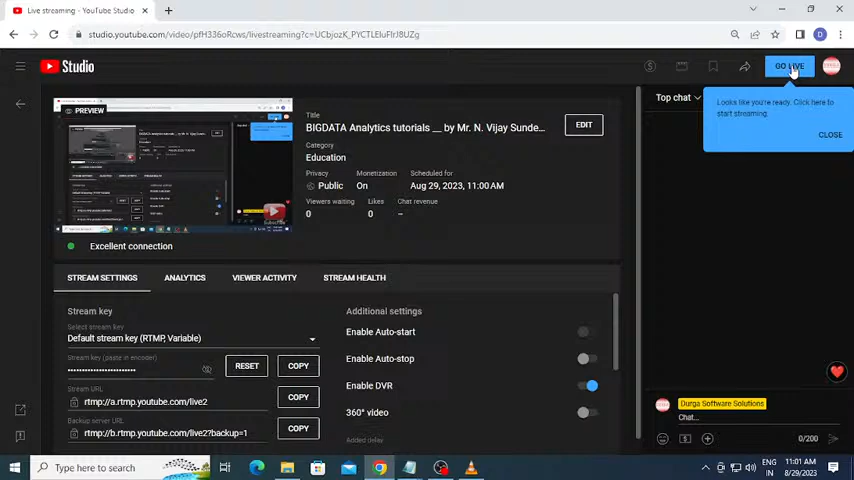 Live streaming - YouTube Studio
studio.youtube.com/video/pfH336oRcws/livestreaming?c=UCbjozK_PYCTLEIuFlrJ8UZg
Studio
GO LIVE
PREVIEW
Title
BIGDATA Analytics tutorials __ by Mr. N. Vijay Sunde...
EDIT
Category
Education
Privacy
Monetization
Scheduled for
Public
On
Aug 29, 2023, 11:00 AM
Viewers waiting
Likes
Chat revenue
0
0
--
Excellent connection
Top chat
Looks like you're ready. Click here to
start streaming.
CLOSE
STREAM SETTINGS
ANALYTICS
VIEWER ACTIVITY
STREAM HEALTH
Stream key
Select stream key
Default stream key (RTMP, Variable)
Stream key (paste in encoder)
RESET
COPY
Stream URL
rtmp://a.rtmp.youtube.com/live2
COPY
Backup server URL
rtmp://b.rtmp.youtube.com/live2?backup=1
COPY
Additional settings
Enable Auto-start
Enable Auto-stop
Enable DVR
360° video
Added delay
Durga Software Solutions
Chat...
0/200
Type here to search
ENG
IN
11:01 AM
8/29/2023